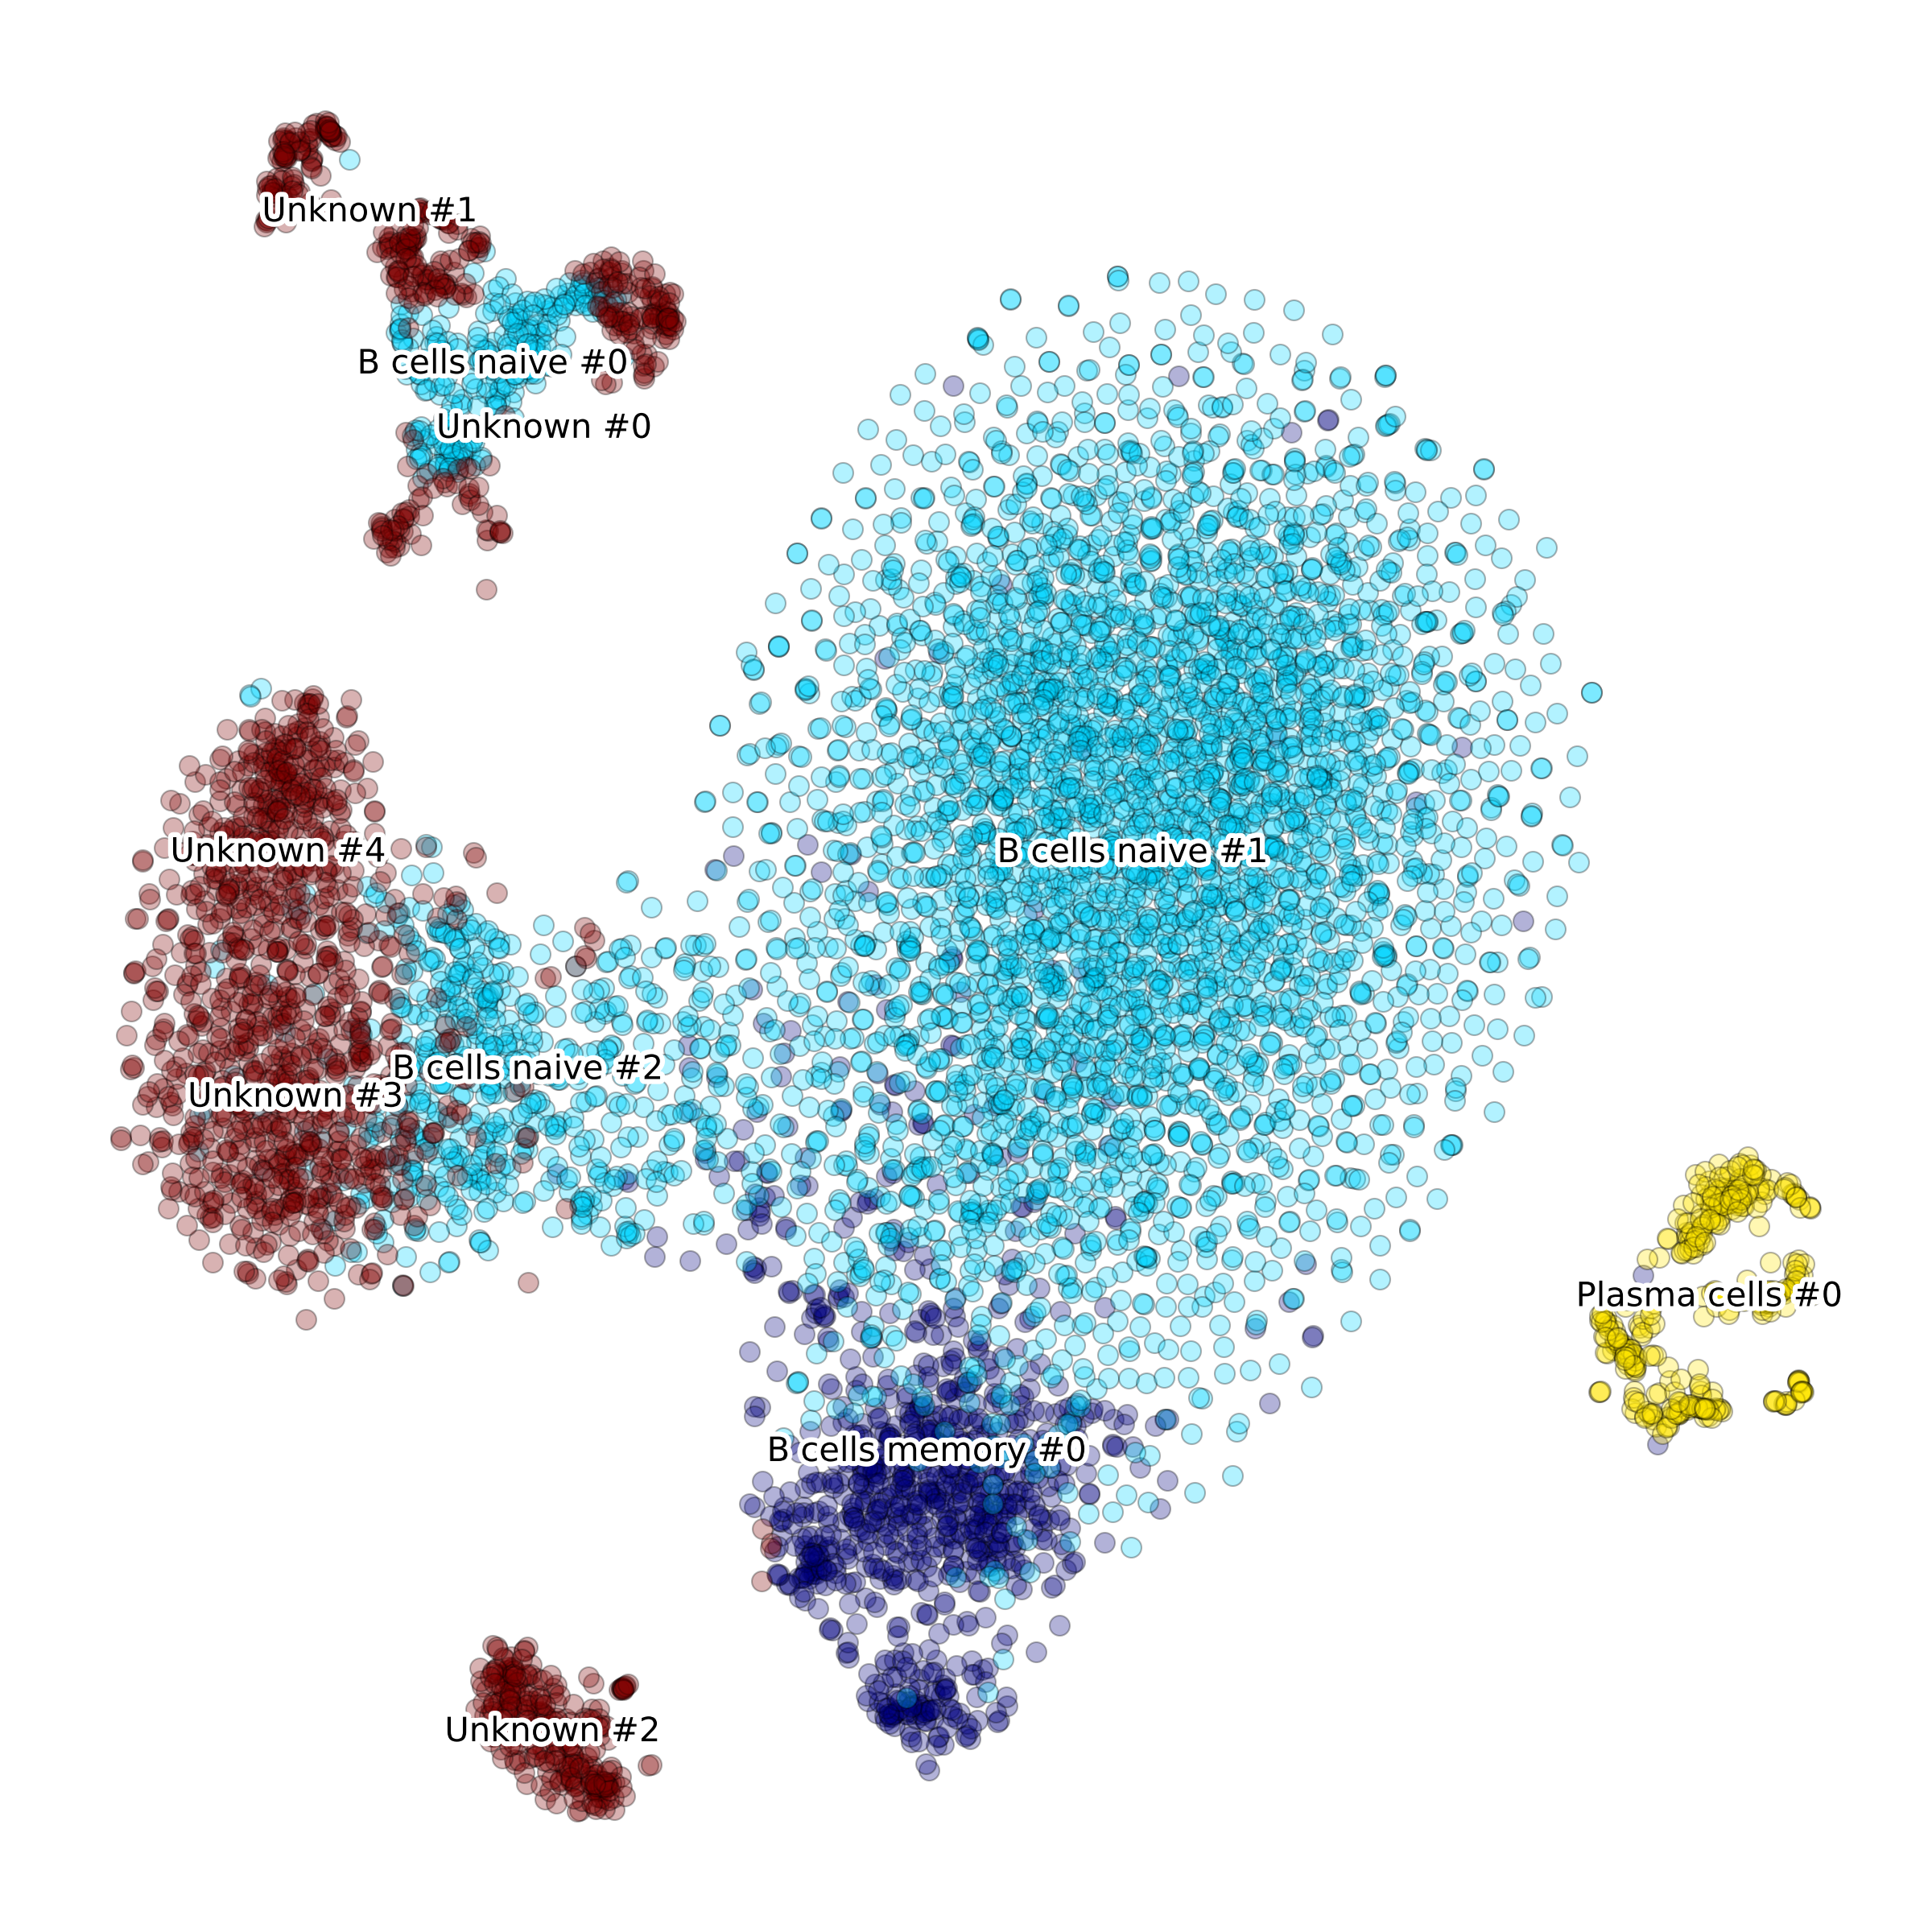 Unknown #1
B cells naive #0
Unknown #0
Unknown #4
B cells naive #1
B cells naive #2
Unknown #3
Plasma cells #0
B cells memory #0
Unknown #2